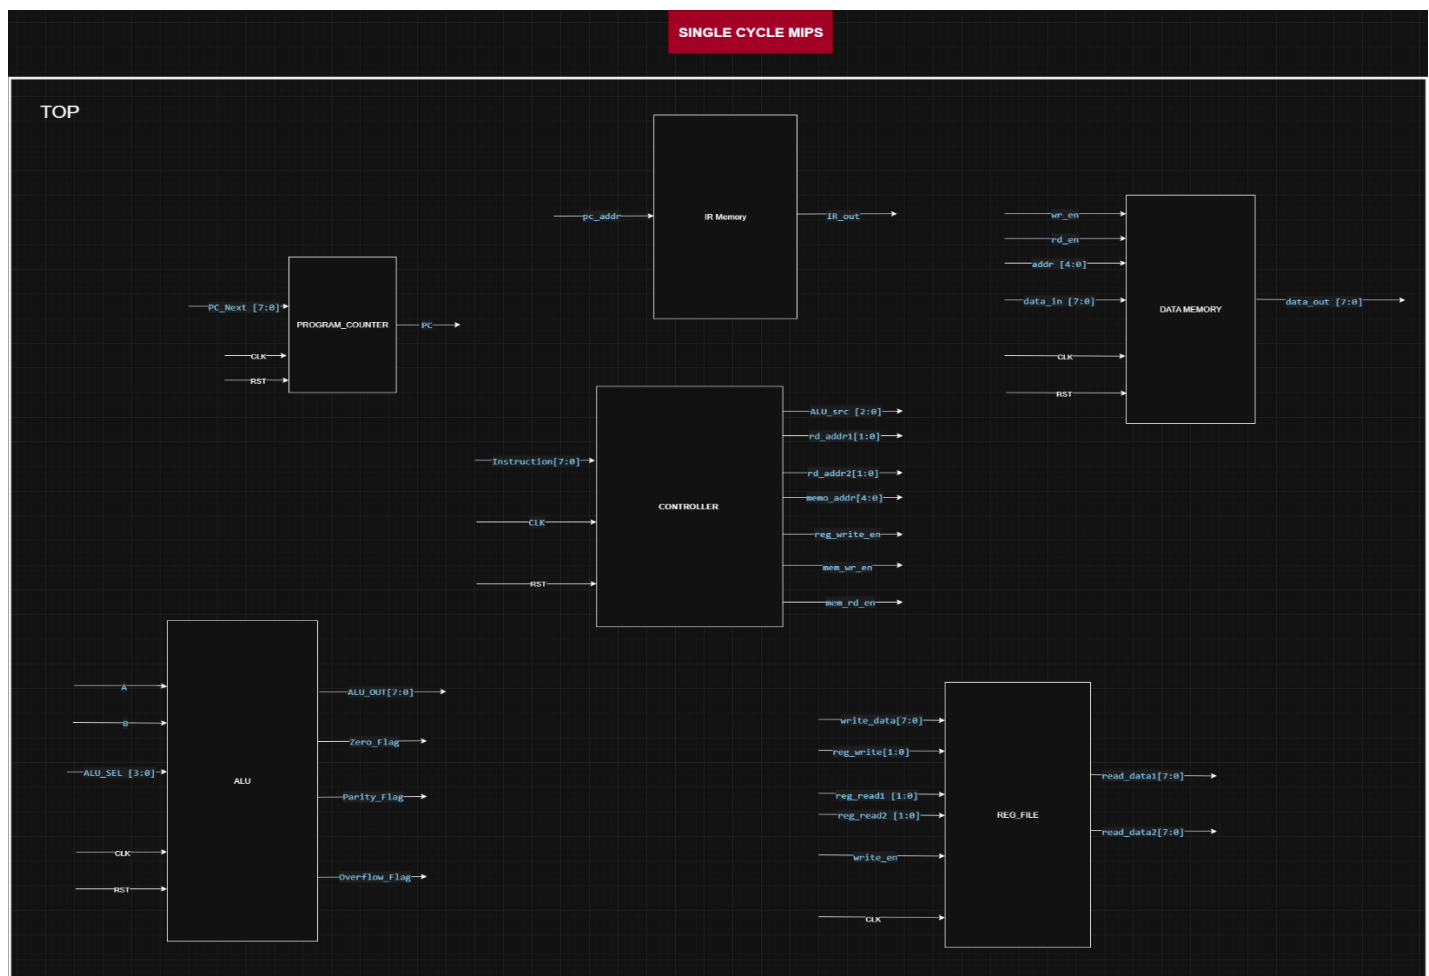 SINGLE CYCLE MIPS
TOP
pc_addr
IR Memory
IR_out
wr_en
rd_en
addr [4:0]
data_in [7:0]
CLK
RST
DATA MEMORY
data_out [7:0]
PC_Next [7:0]
CLK
RST
PROGRAM_COUNTER
PC
Instruction[7:0]
CLK
RST
CONTROLLER
ALU_src [2:0]
rd_addr1[1:0]
rd_addr2[1:0]
memo_addr[4:0]
reg_write_en
mem_wr_en
mem_rd_en
A
B
ALU_SEL [3:0]
CLK
RST
ALU
ALU_OUT[7:0]
Zero_Flag
Parity_Flag
Overflow_Flag
write_data[7:0]
reg_write[1:0]
reg_read1 [1:0]
reg_read2 [1:0]
write_en
CLK
REG_FILE
read_data1[7:0]
read_data2[7:0]